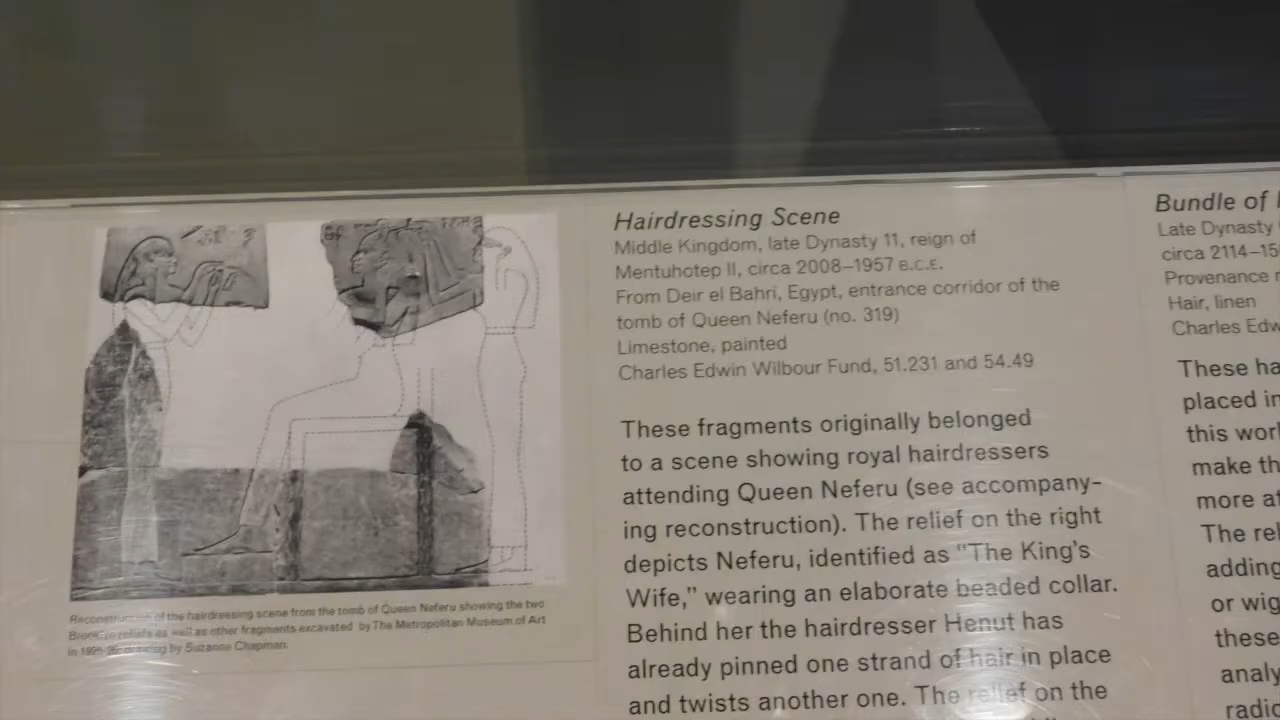 Hairdressing Scene
Middle Kingdom, late Dynasty 11, reign of
Mentuhotep II, circa 2008–1957 B.C.E.
From Deir el Bahri, Egypt, entrance corridor of the
tomb of Queen Neferu (no. 319)
Limestone, painted
Charles Edwin Wilbour Fund, 51.231 and 54.49
These fragments originally belonged
to a scene showing royal hairdressers
attending Queen Neferu (see accompany-
ing reconstruction). The relief on the right
depicts Neferu, identified as "The King's
Wife," wearing an elaborate beaded collar.
Behind her the hairdresser Henut has
already pinned one strand of hair in place
and twists another one. The relief on the
Reconstruction of the hairdressing scene from the tomb of Queen Neferu showing the two
Brooklyn reliefs as well as other fragments excavated by The Metropolitan Museum of Art
drawing by Suzanne Chapman.
Bundle of
Late Dynasty
circa 2114–15
Provenance
Hair, linen
Charles Edw
These ha
placed in
this wor
make th
more a
The rel
adding
or wig
these
analy
radio